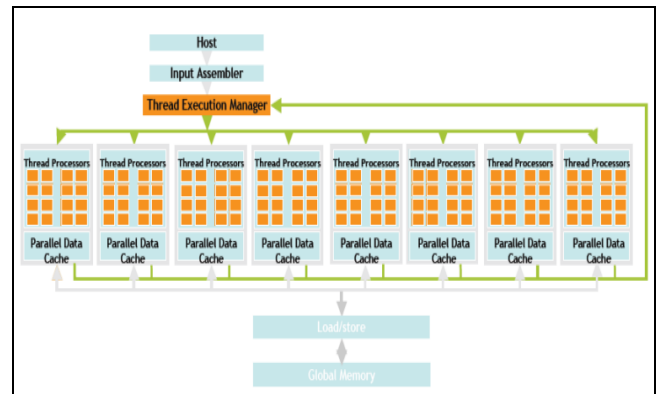 Host
Input Assembler
Thread Execution Manager
Thread Processors
Thread Processors
Thread Processors
Thread Processors
Thread Processors
Thread Processors
Thread Processors
Thread Processors
Parallel Data
Cache
Parallel Data
Cache
Parallel Data
Cache
Parallel Data
Cache
Parallel Data
Cache
Parallel Data
Cache
Parallel Data
Cache
Parallel Data
Cache
Load/store
Global Memory